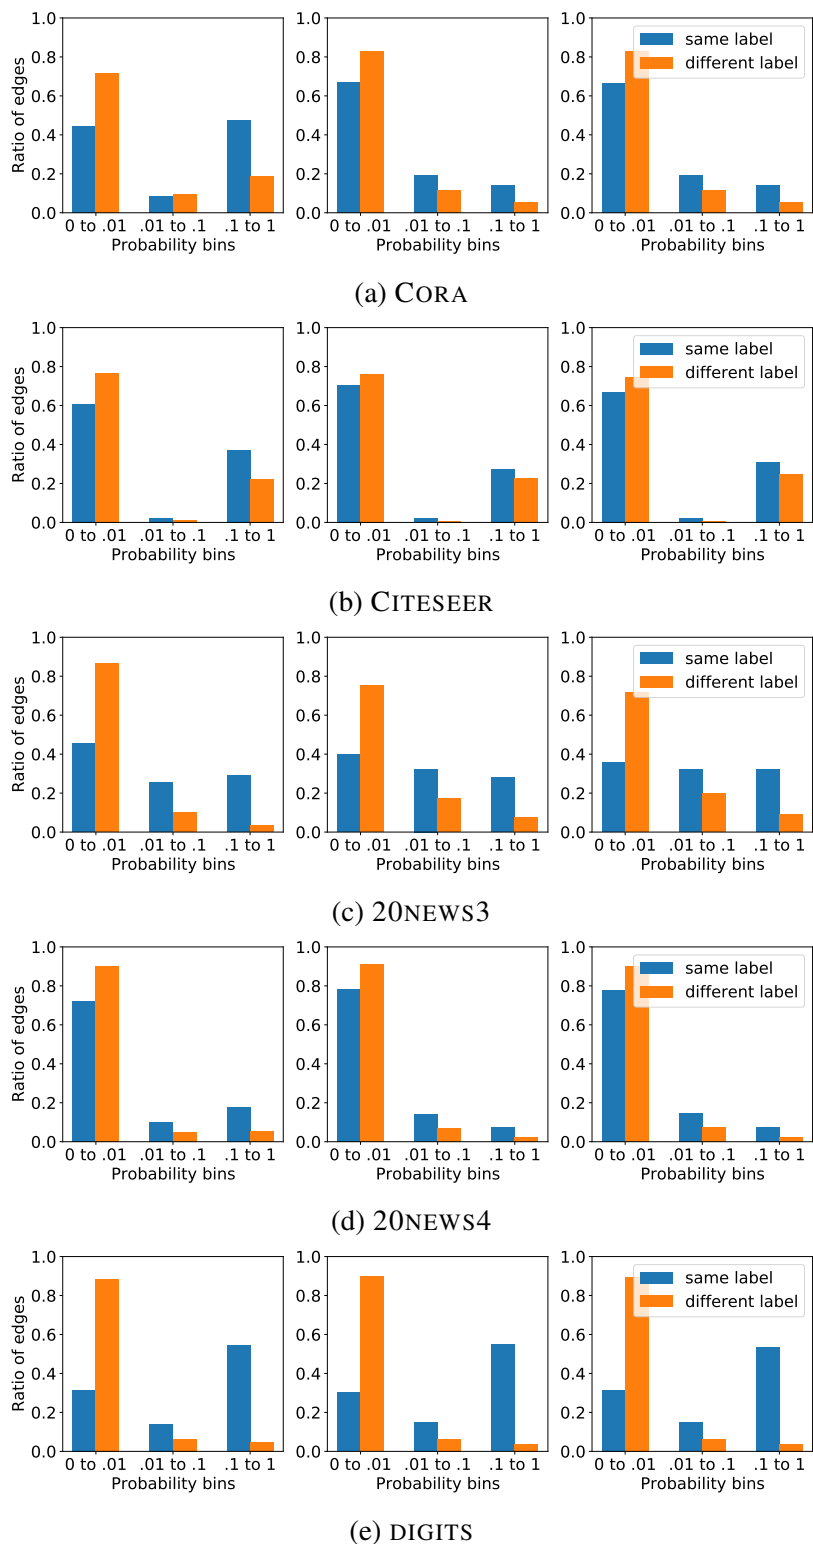 1.0
0.8
0.6
0.4
0.2
0.0
Ratio of edges
0 to .01 .01 to .1 .1 to 1
Probability bins
1.0
0.8
0.6
0.4
0.2
0.0
0 to .01 .01 to .1 .1 to 1
Probability bins
1.0
0.8
0.6
0.4
0.2
0.0
same label
different label
0 to .01 .01 to .1 .1 to 1
Probability bins
(a) CORA
1.0
0.8
0.6
0.4
0.2
0.0
Ratio of edges
0 to .01 .01 to .1 .1 to 1
Probability bins
1.0
0.8
0.6
0.4
0.2
0.0
0 to .01 .01 to .1 .1 to 1
Probability bins
1.0
0.8
0.6
0.4
0.2
0.0
same label
different label
0 to .01 .01 to .1 .1 to 1
Probability bins
(b) CITESEER
1.0
0.8
0.6
0.4
0.2
0.0
Ratio of edges
0 to .01 .01 to .1 .1 to 1
Probability bins
1.0
0.8
0.6
0.4
0.2
0.0
0 to .01 .01 to .1 .1 to 1
Probability bins
1.0
0.8
0.6
0.4
0.2
0.0
same label
different label
0 to .01 .01 to .1 .1 to 1
Probability bins
(c) 20NEWS3
1.0
0.8
0.6
0.4
0.2
0.0
Ratio of edges
0 to .01 .01 to .1 .1 to 1
Probability bins
1.0
0.8
0.6
0.4
0.2
0.0
0 to .01 .01 to .1 .1 to 1
Probability bins
1.0
0.8
0.6
0.4
0.2
0.0
same label
different label
0 to .01 .01 to .1 .1 to 1
Probability bins
(d) 20NEWS4
1.0
0.8
0.6
0.4
0.2
0.0
Ratio of edges
0 to .01 .01 to .1 .1 to 1
Probability bins
1.0
0.8
0.6
0.4
0.2
0.0
0 to .01 .01 to .1 .1 to 1
Probability bins
1.0
0.8
0.6
0.4
0.2
0.0
same label
different label
0 to .01 .01 to .1 .1 to 1
Probability bins
(e) DIGITS